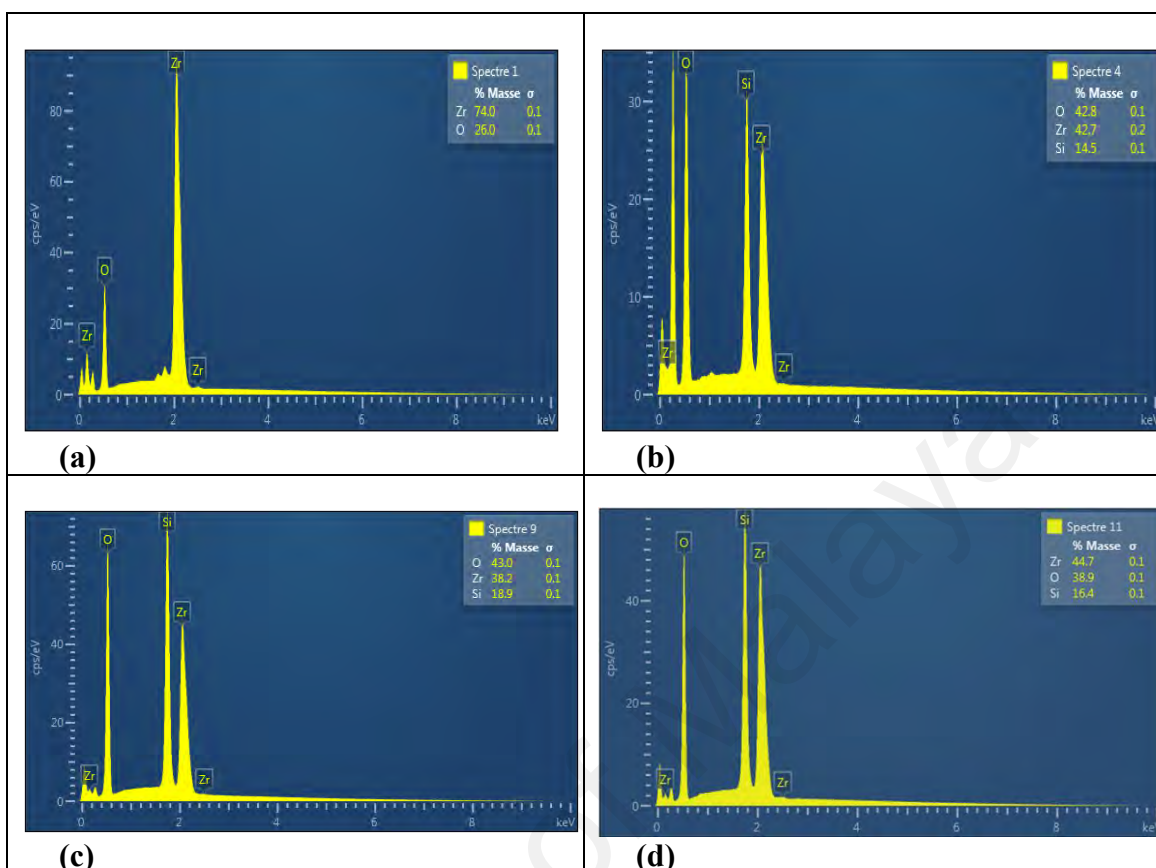 Spectre 1
% Masse σ
Zr 74.0 0.1
O 26.0 0.1
Zr
O
Zr
Zr
cps/eV
80
60
40
20
0
0 2 4 6 8 keV
(a)
Spectre 4
% Masse σ
O 42.8 0.1
Zr 42.7 0.2
Si 14.5 0.1
O
Si
Zr
Zr
Zr
cps/eV
30
20
10
0
0 2 4 6 8 keV
(b)
Spectre 9
% Masse σ
O 43.0 0.1
Zr 38.2 0.1
Si 18.9 0.1
Si
O
Zr
Zr
Zr
cps/eV
60
40
20
0
0 2 4 6 8 keV
(c)
Spectre 11
% Masse σ
Zr 44.7 0.1
O 38.9 0.1
Si 16.4 0.1
Si
O
Zr
Zr
Zr
cps/eV
40
20
0
0 2 4 6 8 keV
(d)
of Malaya